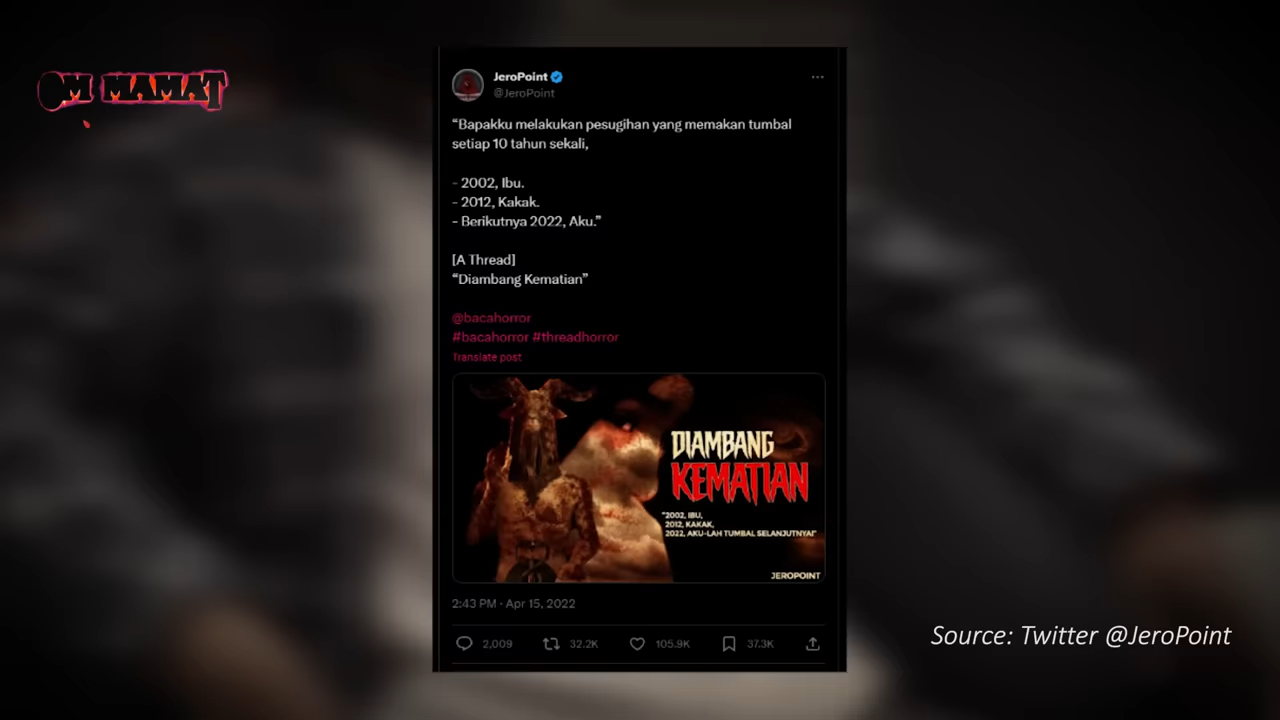 OM MAMAT
JeroPoint
@JeroPoint
“Bapakku melakukan pesugihan yang memakan tumbal
setiap 10 tahun sekali,
- 2002, Ibu.
- 2012, Kakak.
- Berikutnya 2022, Aku.”
[A Thread]
“Diambang Kematian”
@bacahorror
#bacahorror #threadhorror
Translate post
DIAMBANG
KEMATIAN
"2002, IBU,
2012, KAKAK,
2022, AKU-LAH TUMBAL SELANJUTNYA!"
JEROPOINT
2:43 PM · Apr 15, 2022
2,009 32.2K 105.9K 37.3K
Source: Twitter @JeroPoint